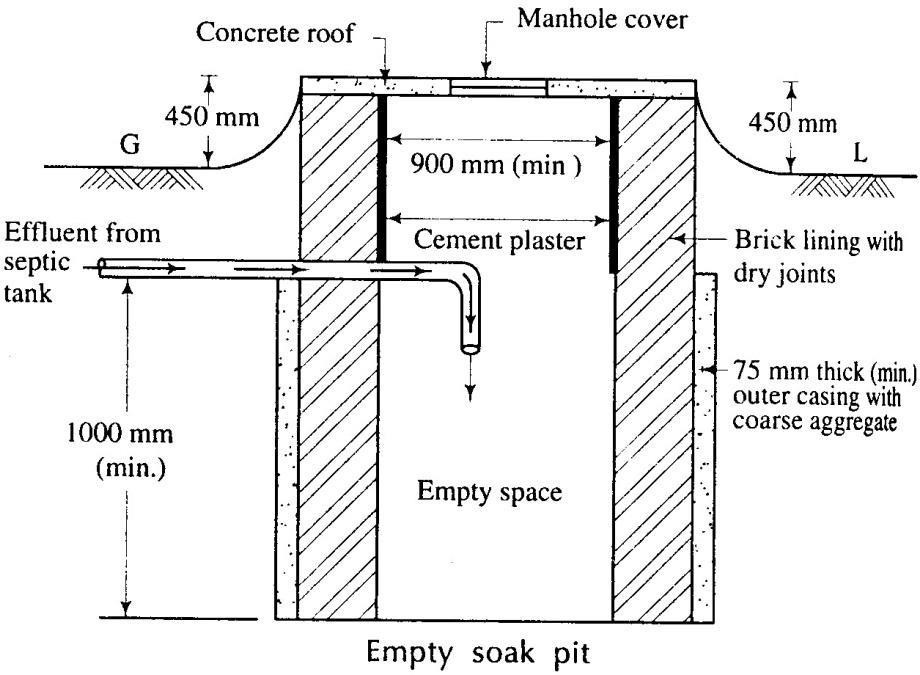 Manhole cover
Concrete roof
450 mm
450 mm
G
L
900 mm (min )
Cement plaster
Effluent from
septic
tank
Brick lining with
dry joints
75 mm thick (min.)
outer casing with
coarse aggregate
1000 mm
(min.)
Empty space
Empty soak pit